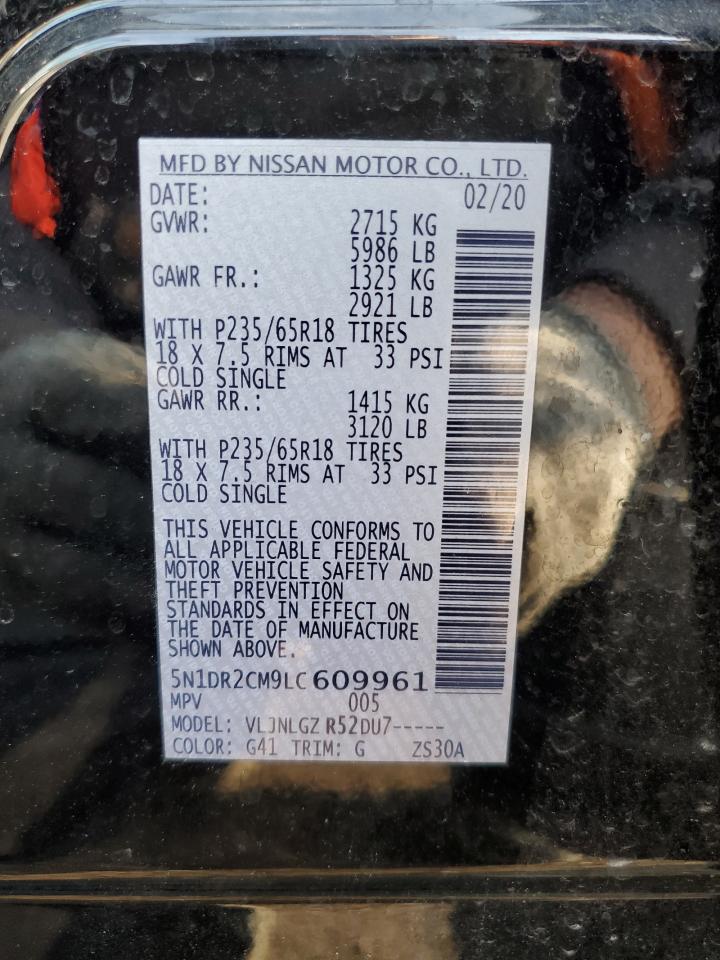 MFD BY NISSAN MOTOR CO., LTD.
DATE: 02/20
GVWR: 2715 KG
5986 LB
GAWR FR.: 1325 KG
2921 LB
WITH P235/65R18 TIRES
18 X 7.5 RIMS AT 33 PSI
COLD SINGLE
GAWR RR.: 1415 KG
3120 LB
WITH P235/65R18 TIRES
18 X 7.5 RIMS AT 33 PSI
COLD SINGLE
THIS VEHICLE CONFORMS TO
ALL APPLICABLE FEDERAL
MOTOR VEHICLE SAFETY AND
THEFT PREVENTION
STANDARDS IN EFFECT ON
THE DATE OF MANUFACTURE
SHOWN ABOVE.
5N1DR2CM9LC609961
MPV 005
MODEL: VLJNLGZ R52DU7-----
COLOR: G41 TRIM: G ZS30A